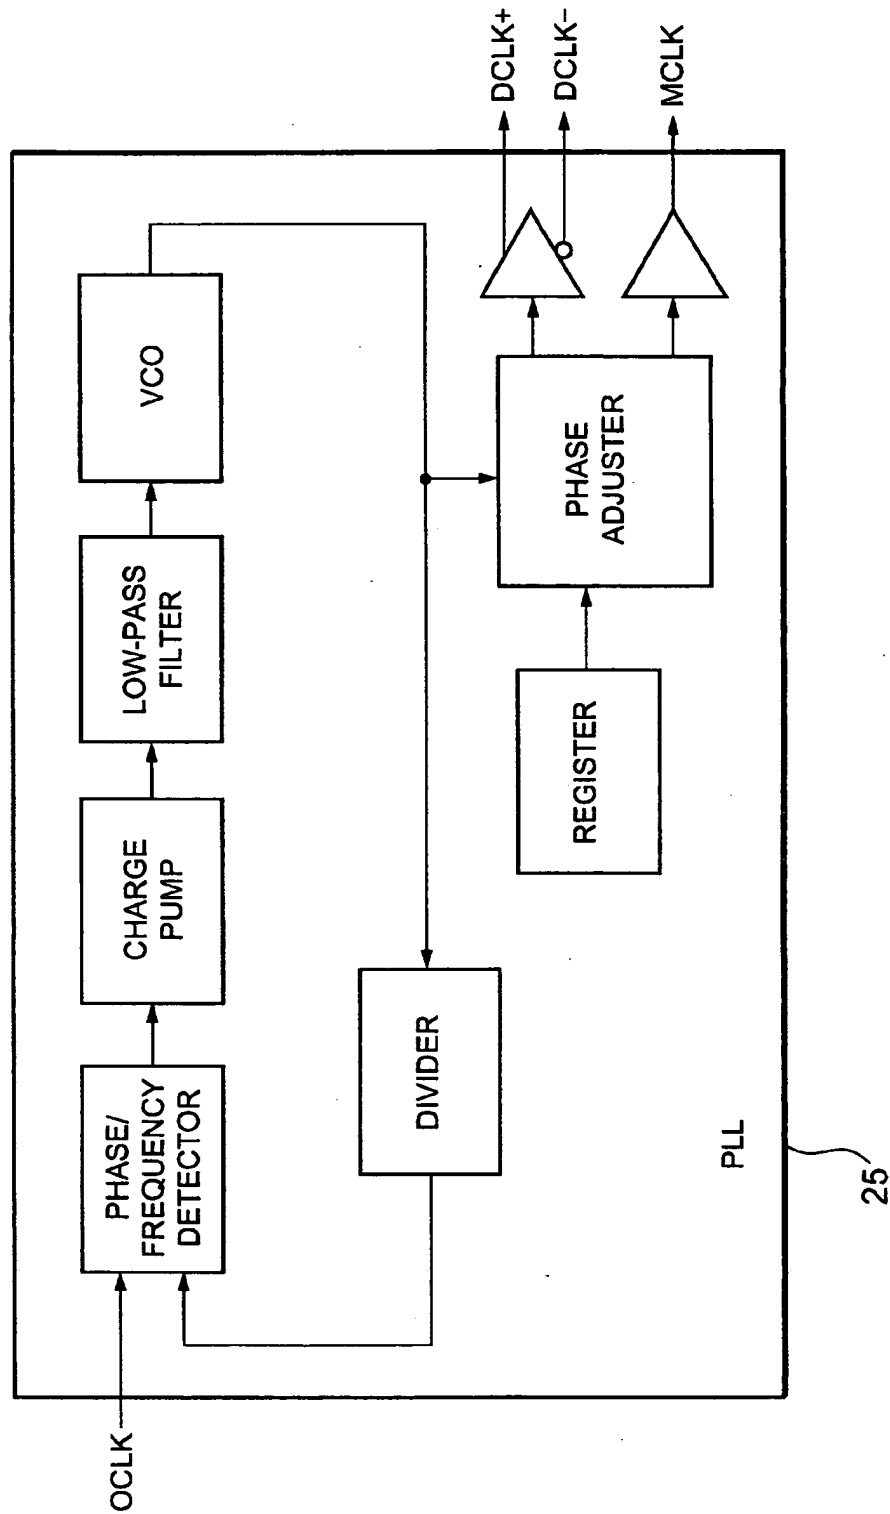 OCLK
PHASE/
FREQUENCY
DETECTOR
CHARGE
PUMP
LOW-PASS
FILTER
VCO
DIVIDER
REGISTER
PHASE
ADJUSTER
DCLK+
DCLK−
MCLK
PLL
25